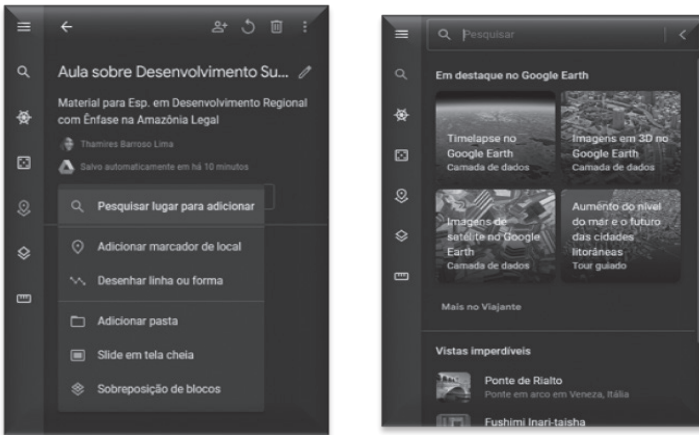 Aula sobre Desenvolvimento Su...
Material para Esp. em Desenvolvimento Regional
com Ênfase na Amazônia Legal
Thamires Barroso Lima
Salvo automaticamente em há 10 minutos
Pesquisar lugar para adicionar
Adicionar marcador de local
Desenhar linha ou forma
Adicionar pasta
Slide em tela cheia
Sobreposição de blocos
Pesquisar
Em destaque no Google Earth
Timelapse no
Google Earth
Camada de dados
Imagens em 3D no
Google Earth
Camada de dados
Imagens de
satélite no Google
Earth
Camada de dados
Aumento do nível
do mar e o futuro
das cidades
litorâneas
Tour guiado
Mais no Viajante
Vistas imperdíveis
Ponte de Rialto
Ponte em arco em Veneza, Itália
Fushimi Inari-taisha